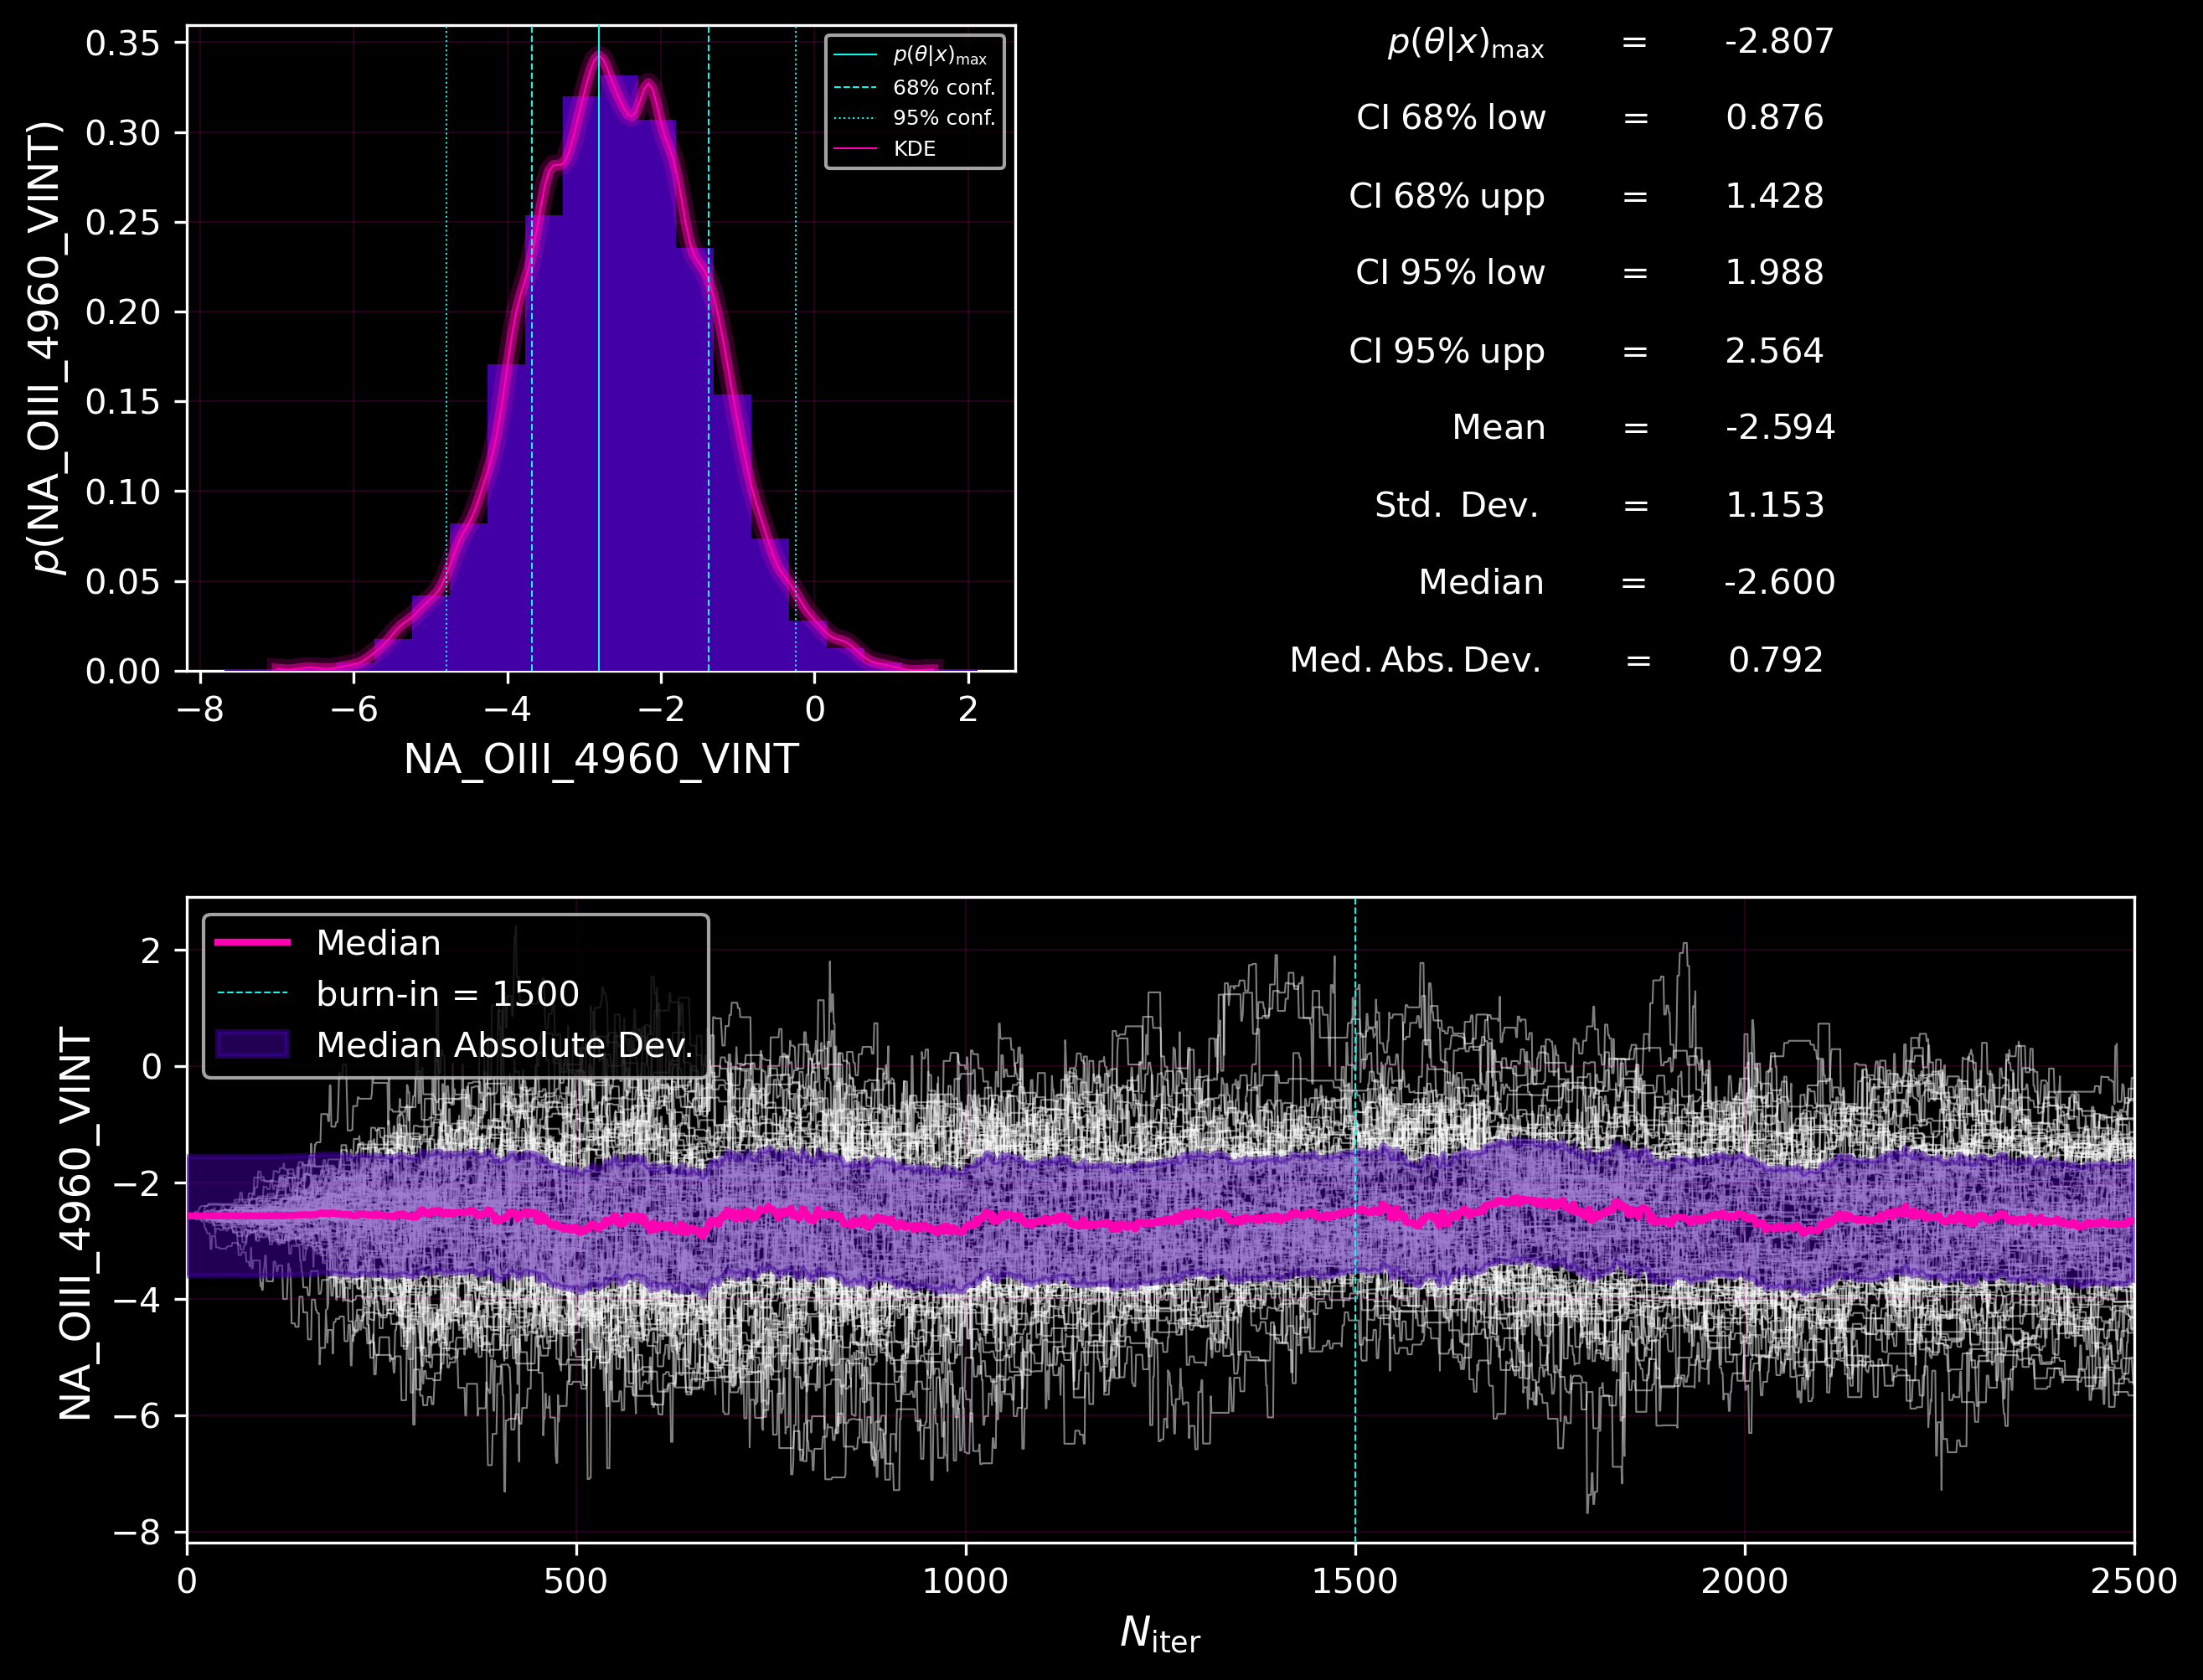 0.35
0.30
0.25
0.20
0.15
0.10
0.05
0.00
p(NA_OIII_4960_VINT)
−8 −6 −4 −2 0 2
NA_OIII_4960_VINT
p(θ|x)max
68% conf.
95% conf.
KDE
p(θ|x)max = -2.807
CI 68% low = 0.876
CI 68% upp = 1.428
CI 95% low = 1.988
CI 95% upp = 2.564
Mean = -2.594
Std. Dev. = 1.153
Median = -2.600
Med. Abs. Dev. = 0.792
Median
burn-in = 1500
Median Absolute Dev.
2
0
−2
−4
−6
−8
NA_OIII_4960_VINT
0 500 1000 1500 2000 2500
Niter